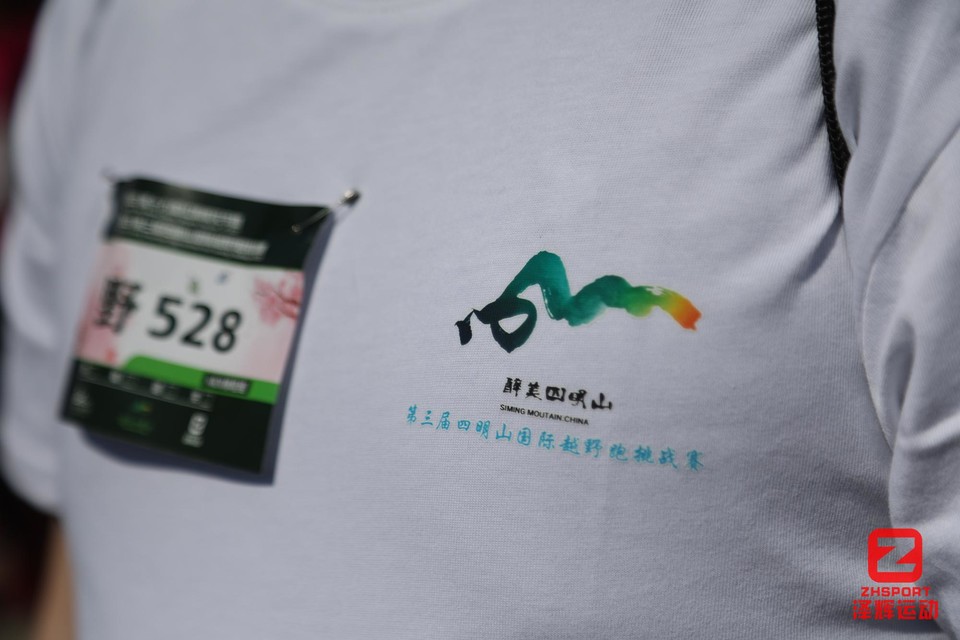 野 528
醉美四明山
SIMING MOUTAIN.CHINA
第三届四明山国际越野跑挑战赛
ZHSPORT
泽辉运动